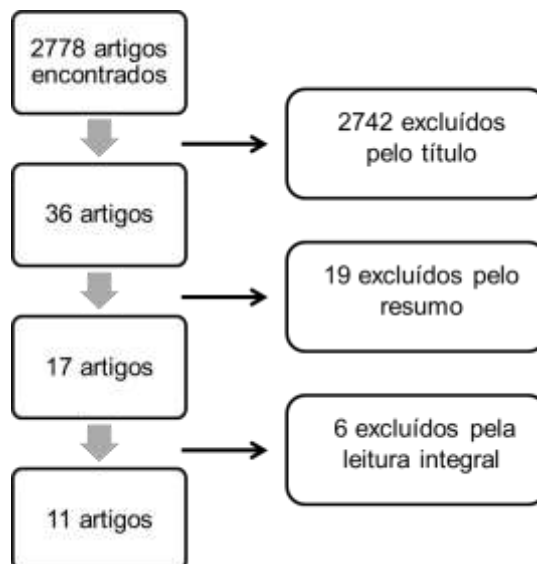 2778 artigos
encontrados
2742 excluídos
pelo título
36 artigos
19 excluídos pelo
resumo
17 artigos
6 excluídos pela
leitura integral
11 artigos